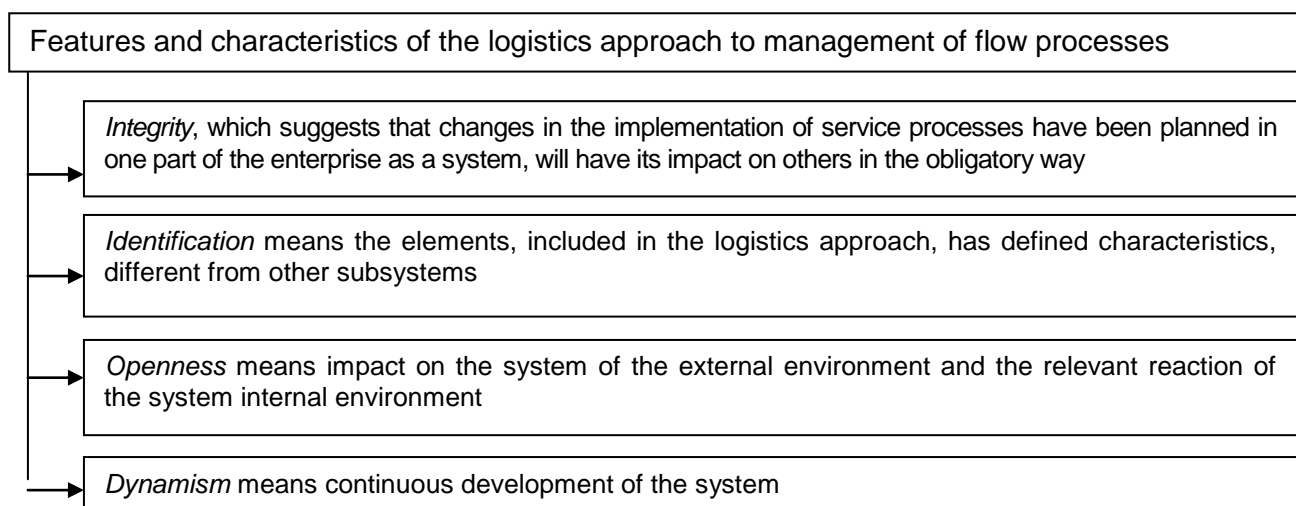 Features and characteristics of the logistics approach to management of flow processes
Integrity, which suggests that changes in the implementation of service processes have been planned in
one part of the enterprise as a system, will have its impact on others in the obligatory way
Identification means the elements, included in the logistics approach, has defined characteristics,
different from other subsystems
Openness means impact on the system of the external environment and the relevant reaction of
the system internal environment
Dynamism means continuous development of the system